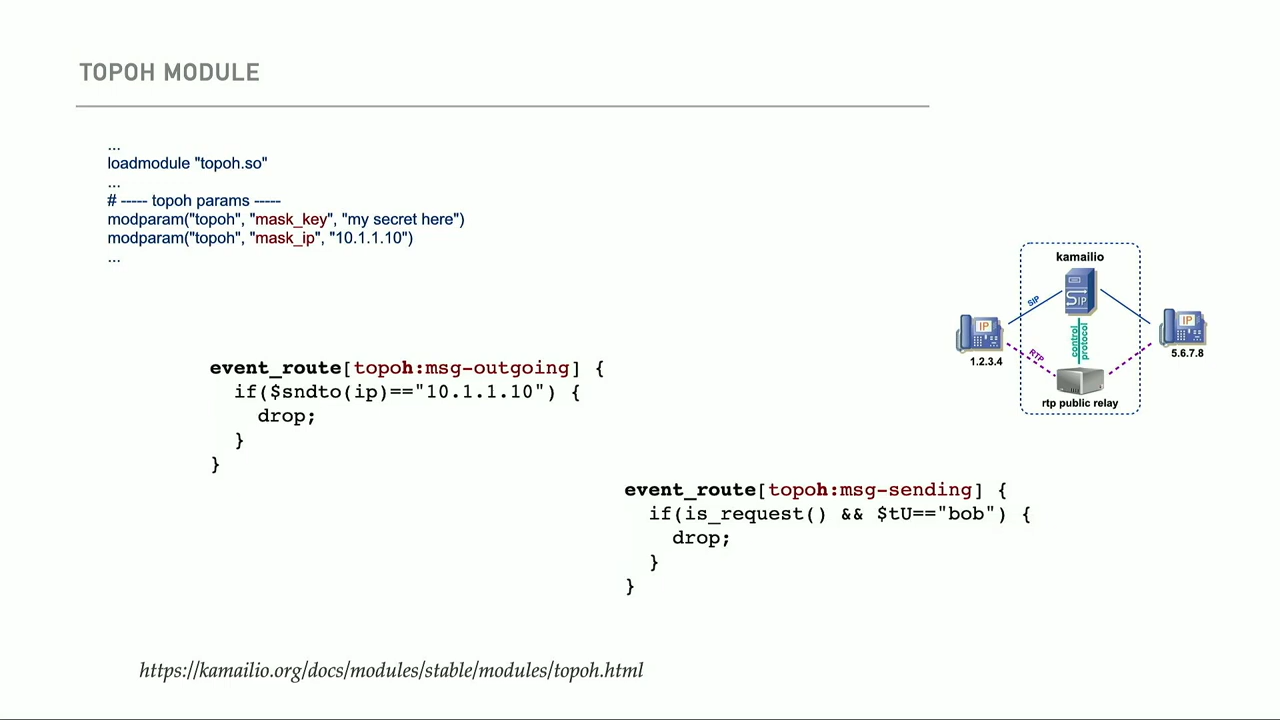 TOPOH MODULE
...
loadmodule "topoh.so"
...
# ----- topoh params -----
modparam("topoh", "mask_key", "my secret here")
modparam("topoh", "mask_ip", "10.1.1.10")
...
kamailio
SIP
SIP
IP
IP
control
protocol
RTP
1.2.3.4
5.6.7.8
rtp public relay
event_route[topoh:msg-outgoing] {
if($sndto(ip)=="10.1.1.10") {
drop;
}
}
event_route[topoh:msg-sending] {
if(is_request() && $tU=="bob") {
drop;
}
}
https://kamailio.org/docs/modules/stable/modules/topoh.html